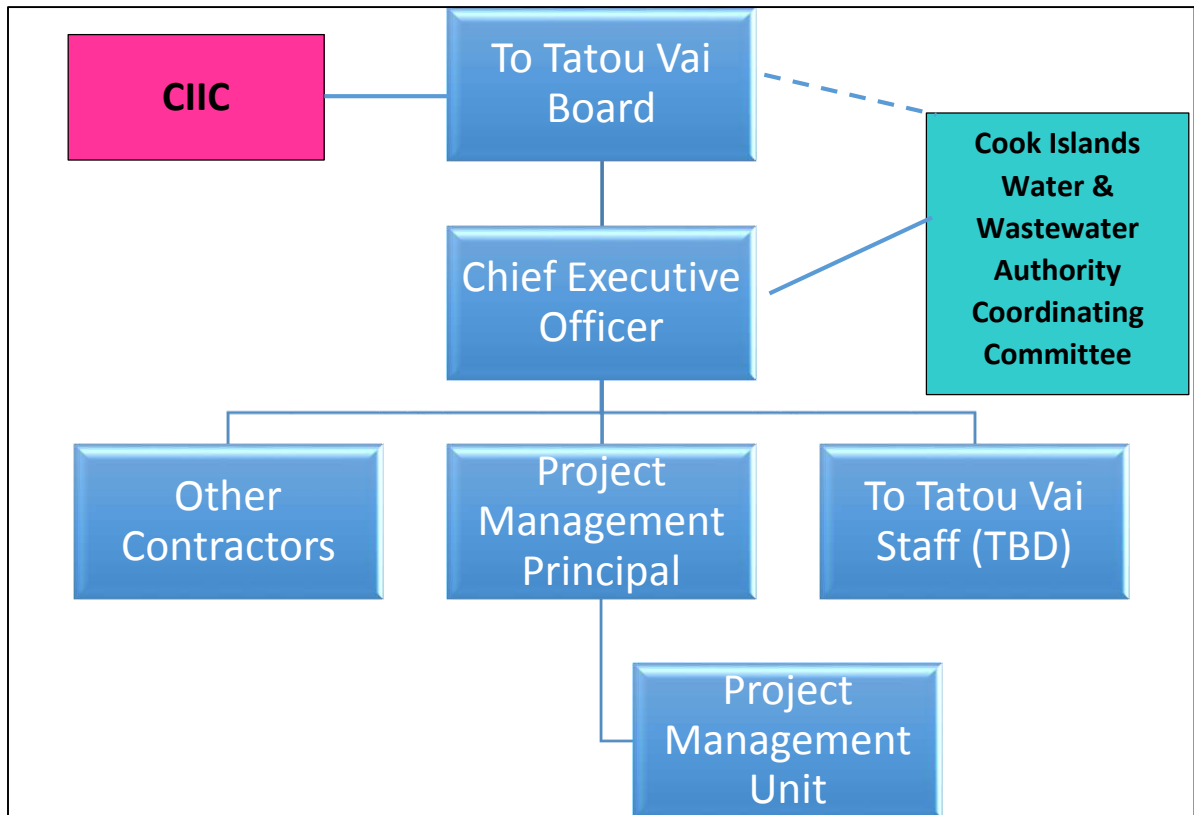 CIIC
To Tatou Vai
Board
Cook Islands
Water &
Wastewater
Authority
Coordinating
Committee
Chief Executive
Officer
Other
Contractors
Project
Management
Principal
To Tatou Vai
Staff (TBD)
Project
Management
Unit